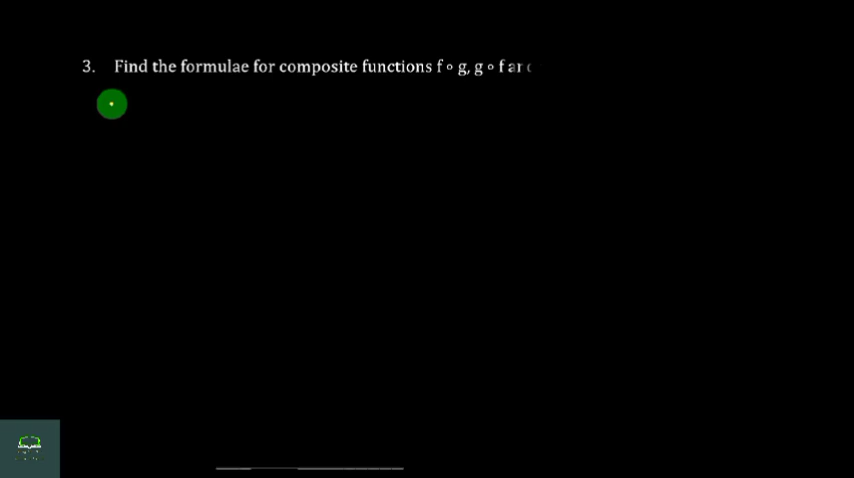 3. Find the formulae for composite functions f ∘ g, g ∘ f